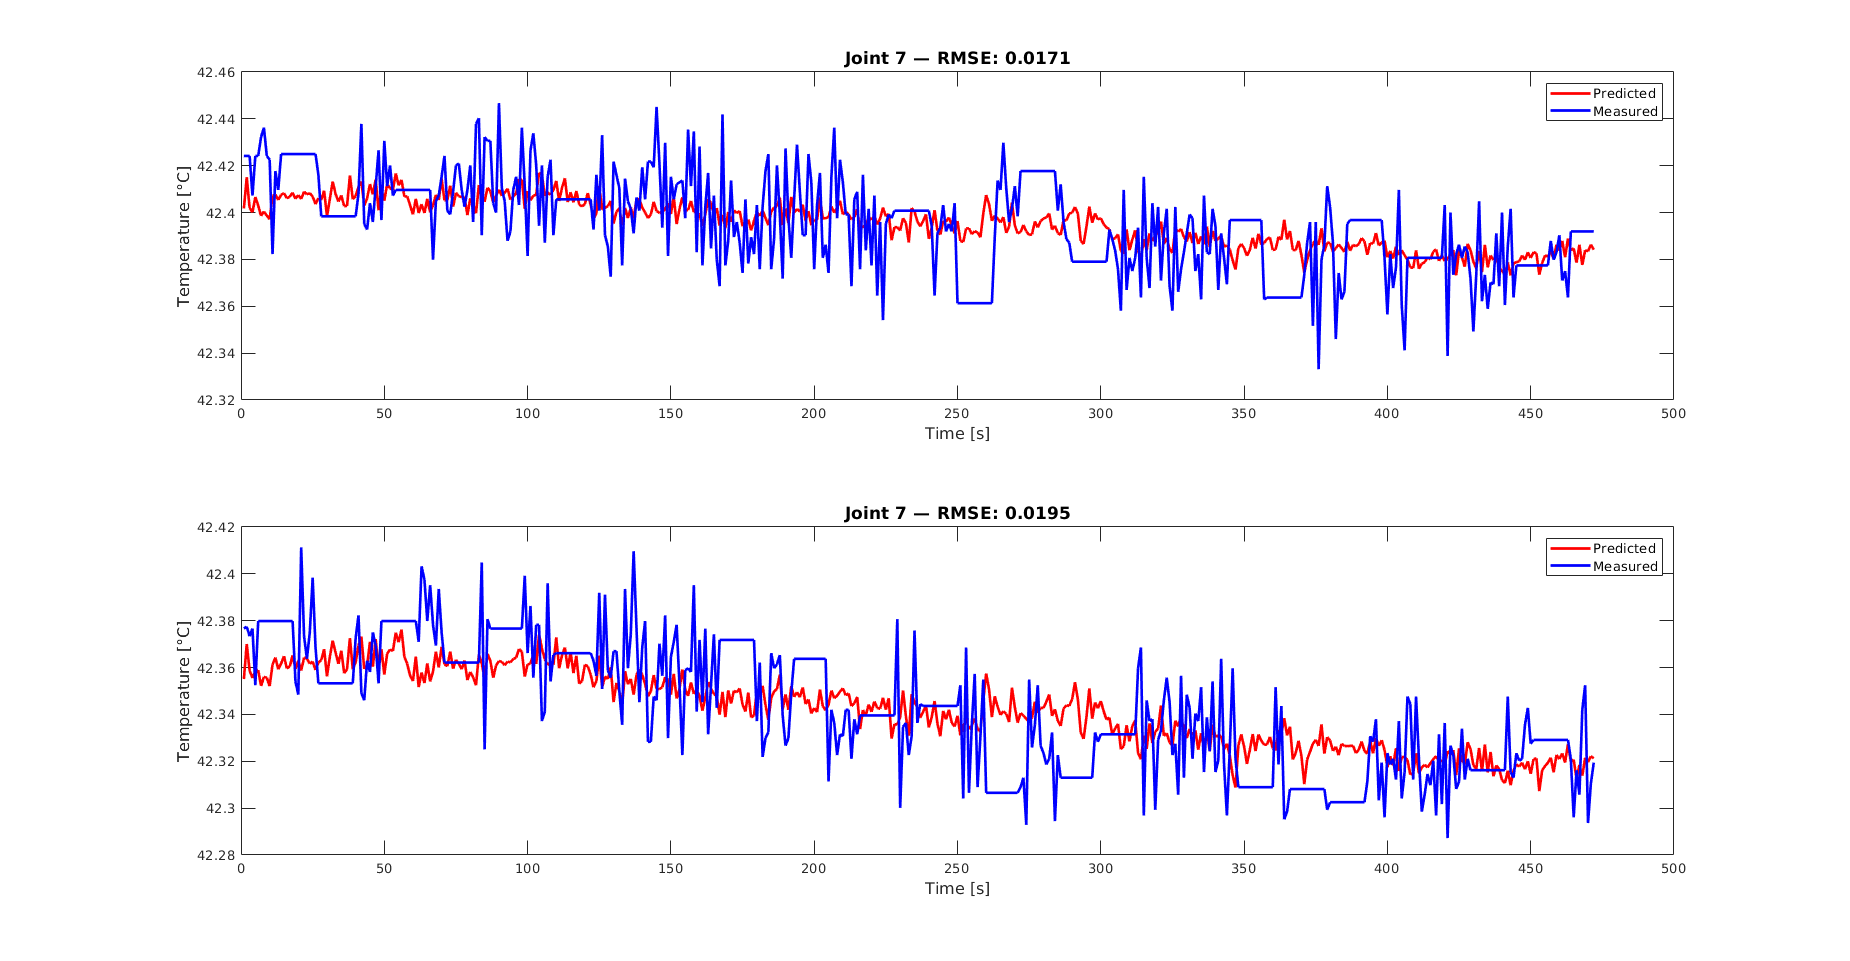 Joint 7 — RMSE: 0.0171
42.46
42.44
42.42
42.4
42.38
42.36
42.34
42.32
Temperature [°C]
Predicted
Measured
0 50 100 150 200 250 300 350 400 450 500
Time [s]
Joint 7 — RMSE: 0.0195
42.42
42.4
42.38
42.36
42.34
42.32
42.3
42.28
Temperature [°C]
Predicted
Measured
0 50 100 150 200 250 300 350 400 450 500
Time [s]